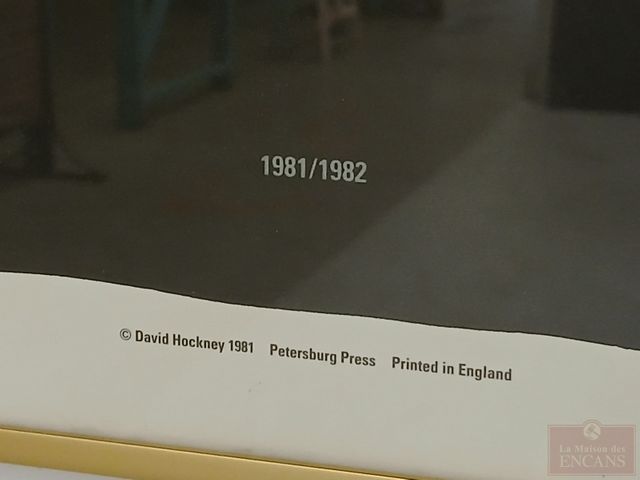 1981/1982
© David Hockney 1981 Petersburg Press Printed in England
La Maison des
ENCANS